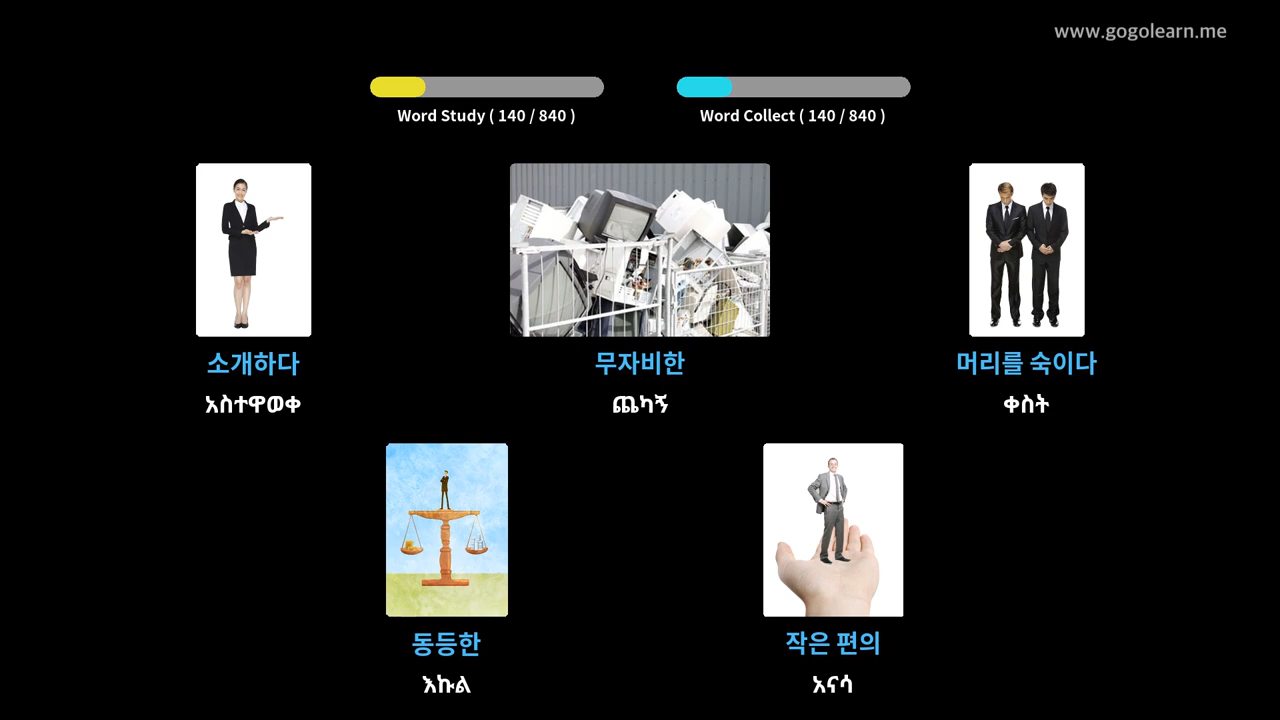 www.gogolearn.me
Word Study ( 140 / 840 )
Word Collect ( 140 / 840 )
소개하다
አስተዋወቀ
무자비한
ጨካኝ
머리를 숙이다
ቀስት
동등한
እኩል
작은 편의
አናሳ